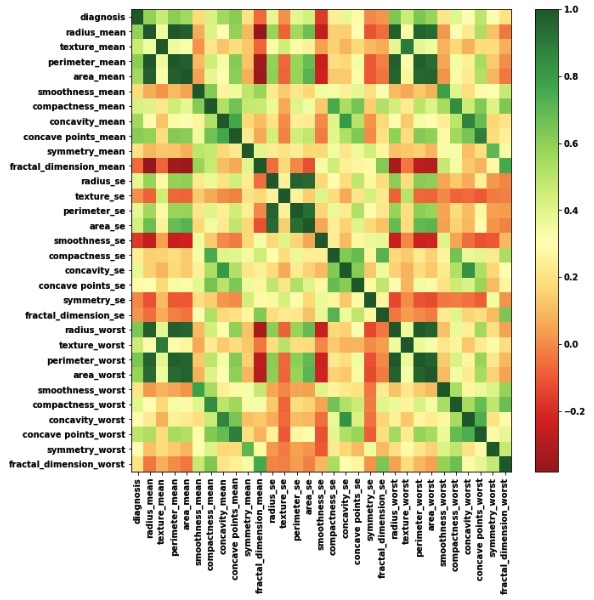 diagnosis
radius_mean
texture_mean
perimeter_mean
area_mean
smoothness_mean
compactness_mean
concavity_mean
concave points_mean
symmetry_mean
fractal_dimension_mean
radius_se
texture_se
perimeter_se
area_se
smoothness_se
compactness_se
concavity_se
concave points_se
symmetry_se
fractal_dimension_se
radius_worst
texture_worst
perimeter_worst
area_worst
smoothness_worst
compactness_worst
concavity_worst
concave points_worst
symmetry_worst
fractal_dimension_worst
diagnosis
radius_mean
texture_mean
perimeter_mean
area_mean
smoothness_mean
compactness_mean
concavity_mean
concave points_mean
symmetry_mean
fractal_dimension_mean
radius_se
texture_se
perimeter_se
area_se
smoothness_se
compactness_se
concavity_se
concave points_se
symmetry_se
fractal_dimension_se
radius_worst
texture_worst
perimeter_worst
area_worst
smoothness_worst
compactness_worst
concavity_worst
concave points_worst
symmetry_worst
fractal_dimension_worst
1.0
0.8
0.6
0.4
0.2
0.0
−0.2